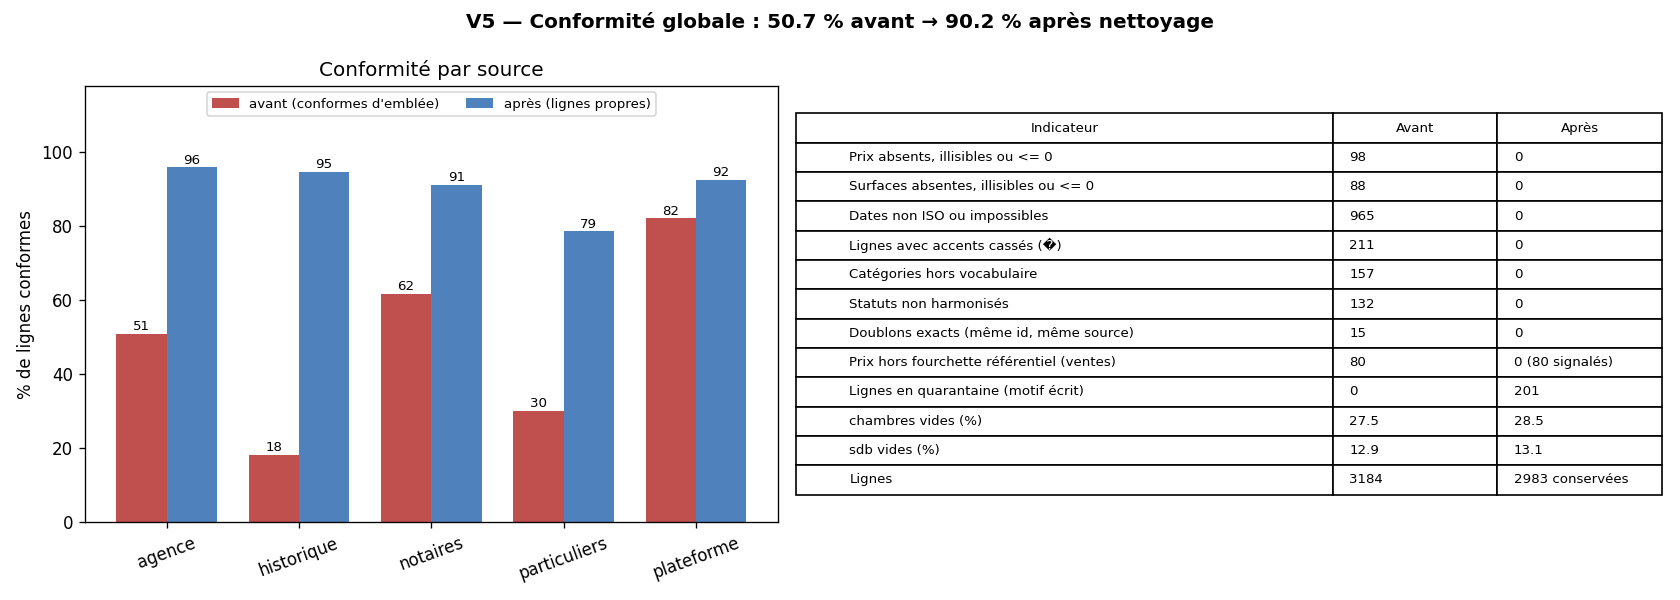 V5 — Conformité globale : 50.7 % avant → 90.2 % après nettoyage
Conformité par source
avant (conformes d'emblée) après (lignes propres)
% de lignes conformes
100
80
60
40
20
0
51 96
18 95
62 91
30 79
82 92
agence historique notaires particuliers plateforme
Indicateur Avant Après
Prix absents, illisibles ou <= 0 98 0
Surfaces absentes, illisibles ou <= 0 88 0
Dates non ISO ou impossibles 965 0
Lignes avec accents cassés (�) 211 0
Catégories hors vocabulaire 157 0
Statuts non harmonisés 132 0
Doublons exacts (même id, même source) 15 0
Prix hors fourchette référentiel (ventes) 80 0 (80 signalés)
Lignes en quarantaine (motif écrit) 0 201
chambres vides (%) 27.5 28.5
sdb vides (%) 12.9 13.1
Lignes 3184 2983 conservées